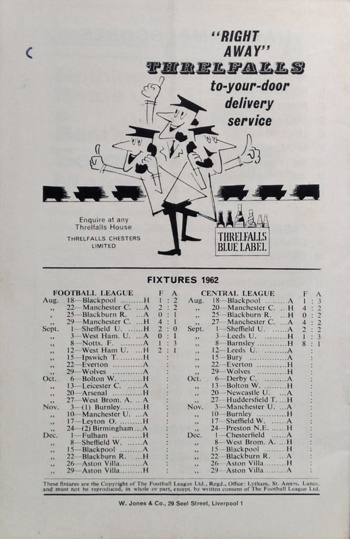 "RIGHT
AWAY"
THRELFALLS
to-your-door
delivery
service
Enquire at any
Threlfalls House
THRELFALLS CHESTERS
LIMITED
THRELFALLS
BLUE LABEL
FIXTURES 1962
FOOTBALL LEAGUE F A
Aug. 18—Blackpool ......H 1 : 2
„ 22—Manchester C. ...A 2 : 2
„ 25—Blackburn R. ...A 0 : 1
„ 29—Manchester C. ...H 4 : 1
Sept. 1—Sheffield U. ...H 2 : 0
„ 3—West Ham. U. ...A 0 : 1
„ 8—Notts. F. ...A 1 : 3
„ 12—West Ham U. ...H 2 : 1
„ 15—Ipswich T. ...H :
„ 22—Everton ...A :
„ 29—Wolves ...H :
Oct. 6—Bolton W. ...H :
„ 13—Leicester C. ...A :
„ 20—Arsenal ...H :
„ 27—West Brom. A. ...A :
Nov. 3—(1) Burnley ...H :
„ 10—Manchester U. ...A :
„ 17—Leyton O. ...H :
„ 24—(2) Birmingham ...A :
Dec. 1—Fulham ...H :
„ 8—Sheffield W. ...A :
„ 15—Blackpool ...A :
„ 22—Blackburn R. ...H :
„ 26—Aston Villa ...A :
„ 29—Aston Villa ...H :
CENTRAL LEAGUE F A
Aug. 18—Blackpool ...A 1 : 3
„ 20—Manchester C. ...H 4 : 2
„ 25—Blackburn R. ...H 0 : 2
„ 27—Manchester C. ...A 4 : 2
Sept. 1—Sheffield U. ...A 2 : 2
„ 3—Leeds U. ...H 1 : 3
„ 8—Barnsley ...H 8 : 1
„ 12—Leeds U. ...A :
„ 15—Bury ...A :
„ 22—Everton ...H :
„ 29—Wolves ...A :
Oct. 6—Derby C. ...A :
„ 13—Bolton W. ...H :
„ 20—Newcastle U. ...A :
„ 27—Huddersfield T. ...H :
Nov. 3—Manchester U. ...A :
„ 10—Burnley ...H :
„ 17—Sheffield W. ...A :
„ 24—Preston N.E. ...H :
Dec. 1—Chesterfield ...A :
„ 8—West Brom. A. ...H :
„ 15—Blackpool ...H :
„ 22—Blackburn R. ...A :
„ 26—Aston Villa ...H :
„ 29—Aston Villa ...A :
These fixtures are the Copyright of The Football League Ltd., Regd., Office: Lytham, St. Annes, Lancs.
and must not be reproduced, in whole or part, except by written consent of The Football League Ltd.
W. Jones & Co., 29 Seel Street, Liverpool 1